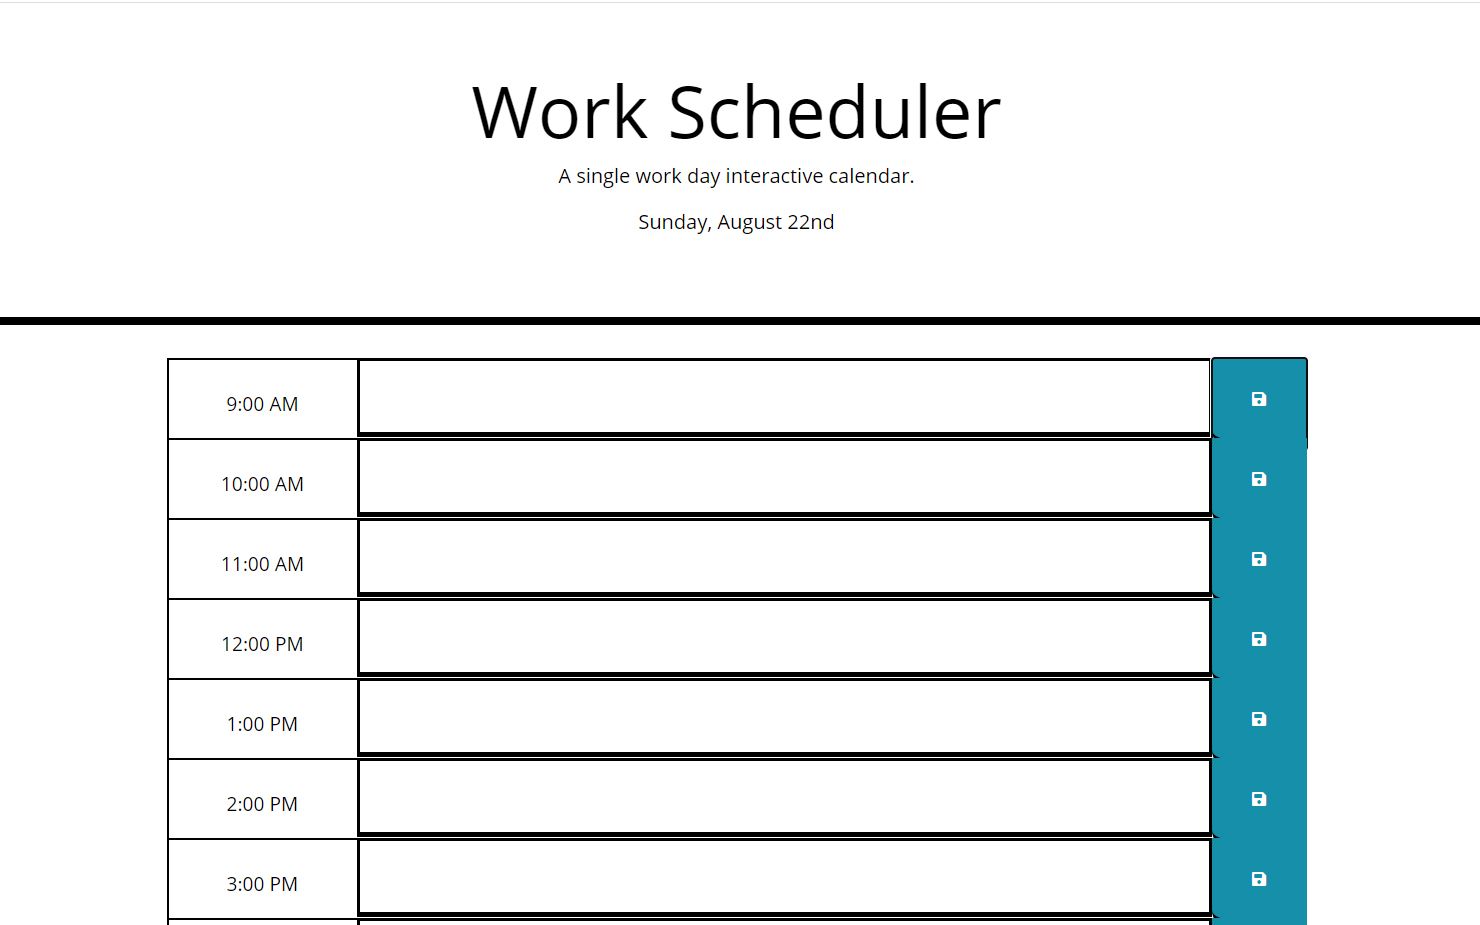 Work Scheduler
A single work day interactive calendar.
Sunday, August 22nd
9:00 AM
10:00 AM
11:00 AM
12:00 PM
1:00 PM
2:00 PM
3:00 PM